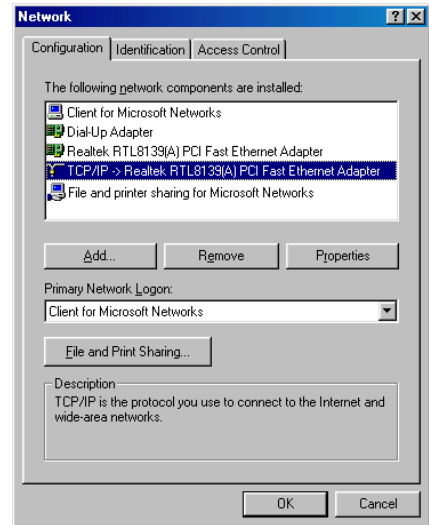 Network
Configuration Identification Access Control
The following network components are installed:
Client for Microsoft Networks
Dial-Up Adapter
Realtek RTL8139(A) PCI Fast Ethernet Adapter
TCP/IP -> Realtek RTL8139(A) PCI Fast Ethernet Adapter
File and printer sharing for Microsoft Networks
Add... Remove Properties
Primary Network Logon:
Client for Microsoft Networks
File and Print Sharing...
Description
TCP/IP is the protocol you use to connect to the Internet and
wide-area networks.
OK Cancel